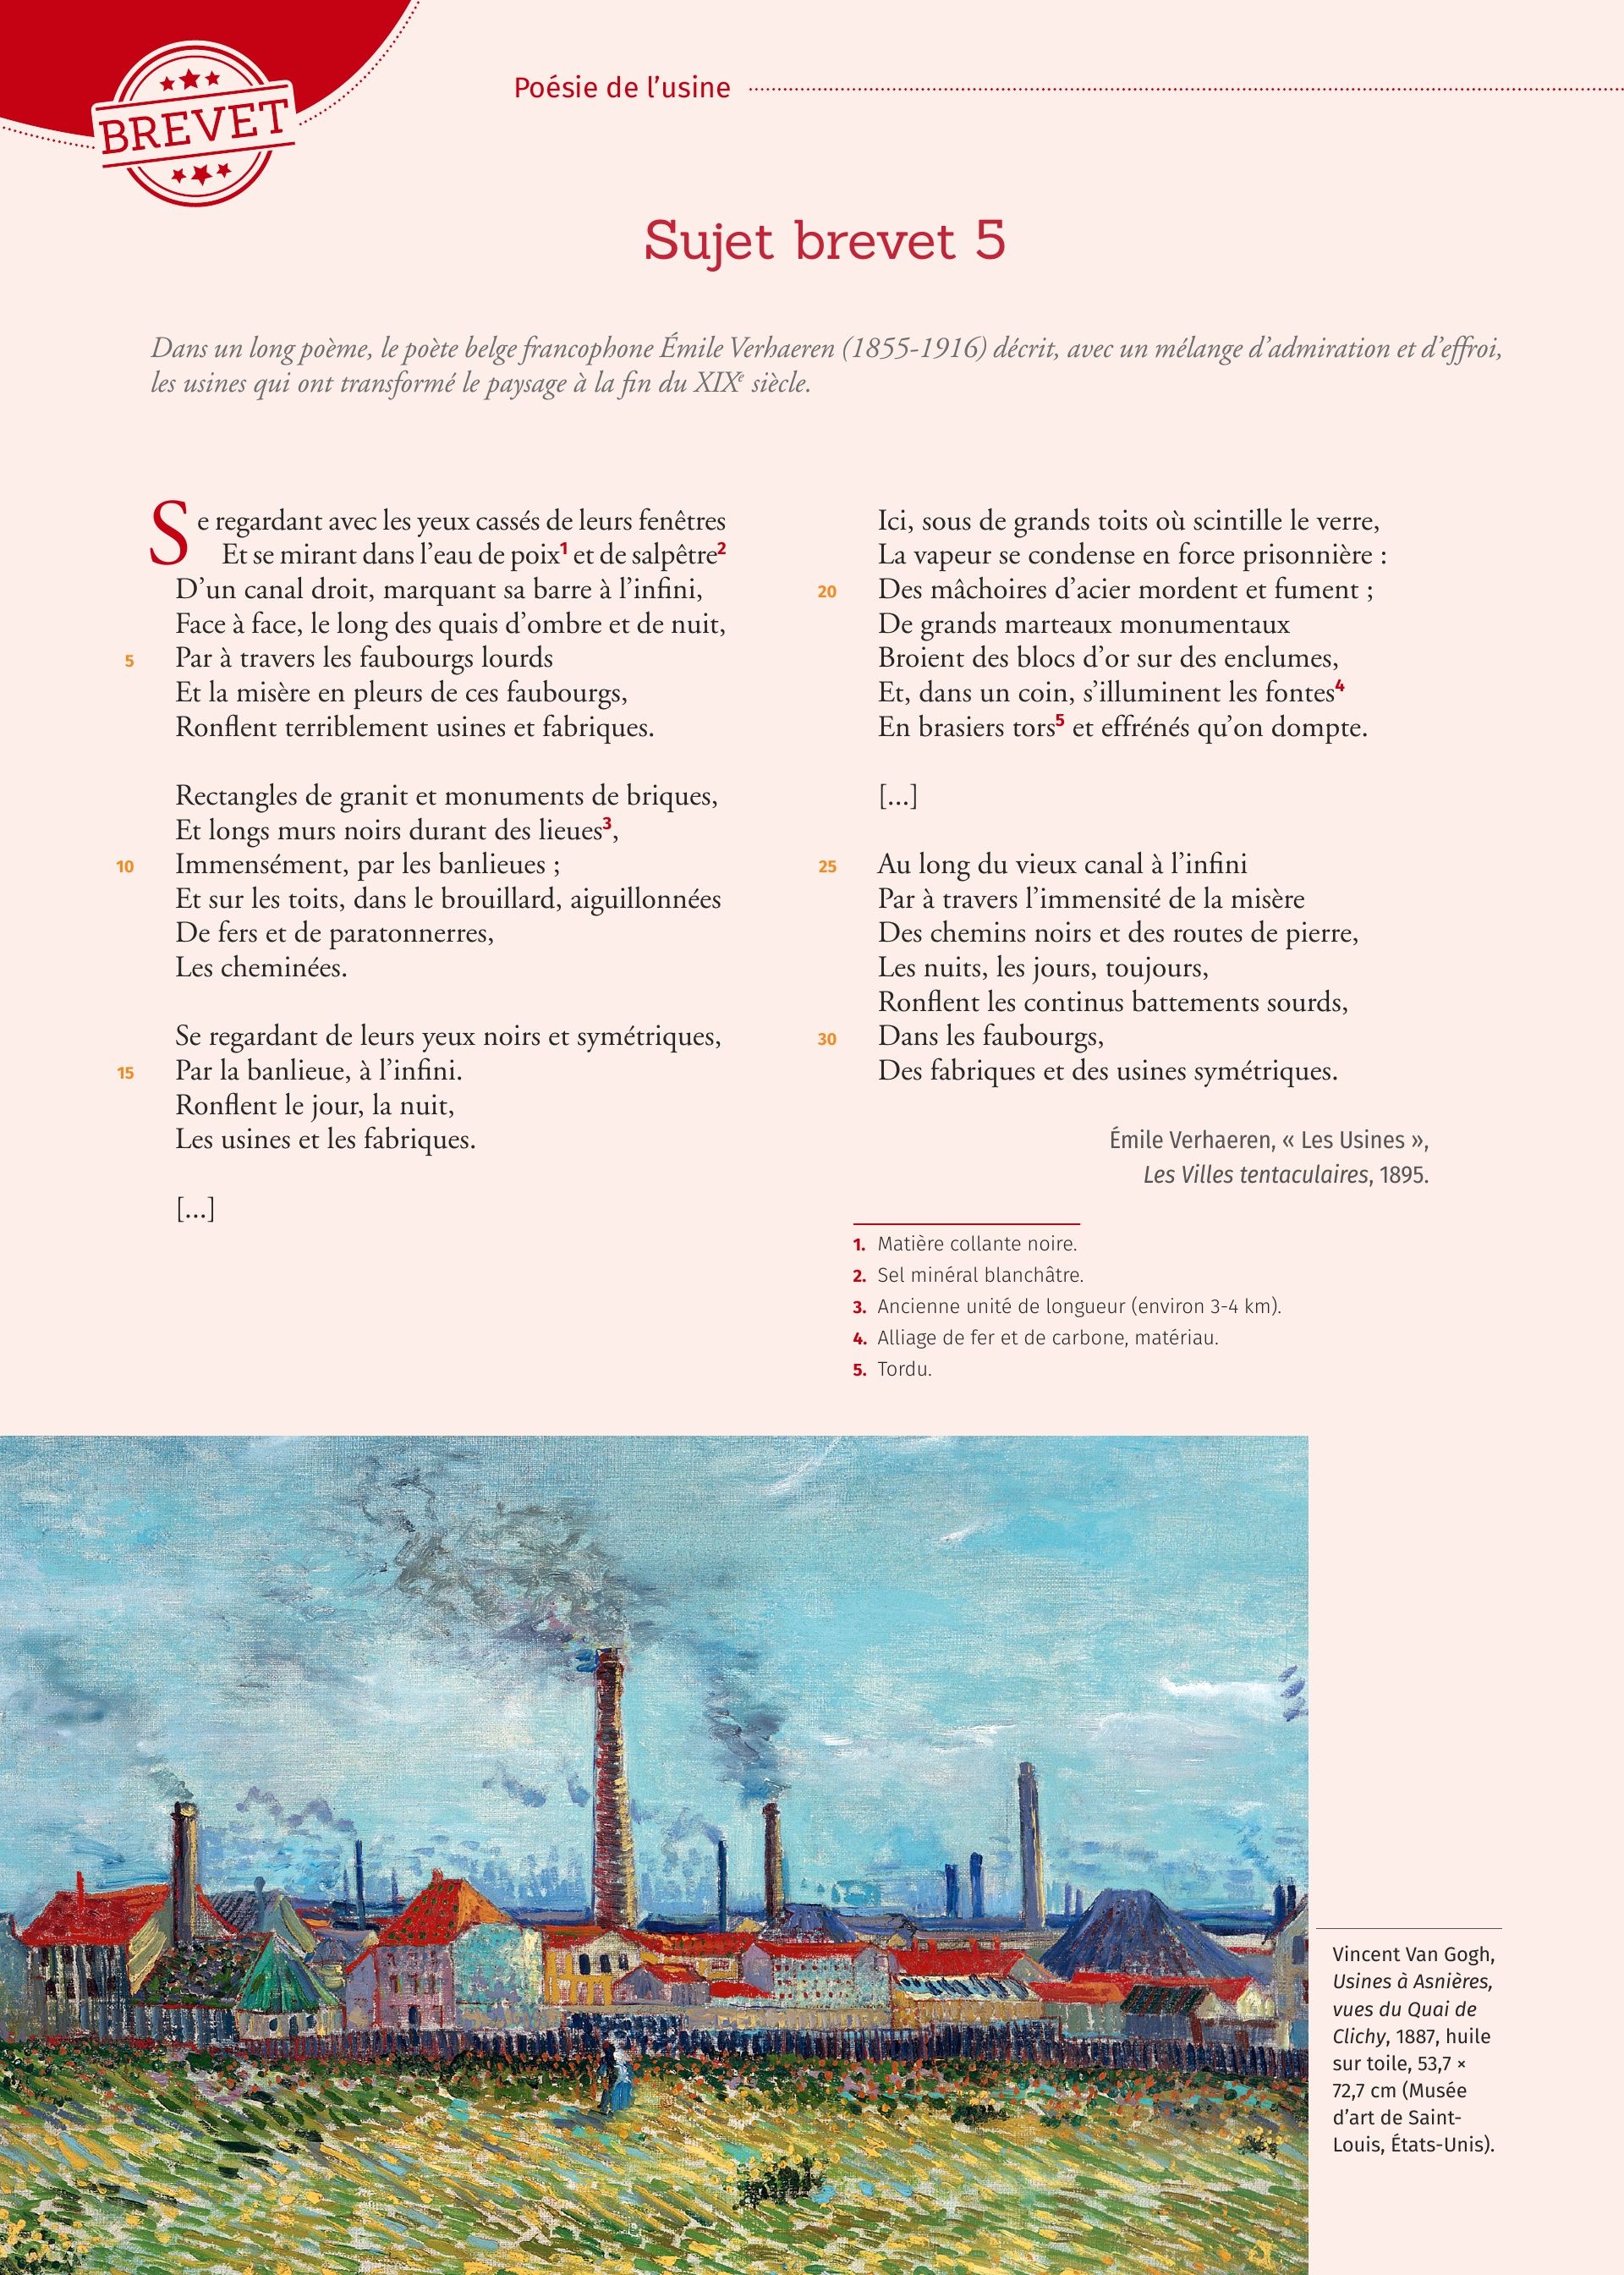 BREVET
Poésie de l’usine
Sujet brevet 5
Dans un long poème, le poète belge francophone Émile Verhaeren (1855-1916) décrit, avec un mélange d’admiration et d’effroi,
les usines qui ont transformé le paysage à la fin du XIXe siècle.
Se regardant avec les yeux cassés de leurs fenêtres
Et se mirant dans l’eau de poix1 et de salpêtre2
D’un canal droit, marquant sa barre à l’infini,
Face à face, le long des quais d’ombre et de nuit,
5 Par à travers les faubourgs lourds
Et la misère en pleurs de ces faubourgs,
Ronflent terriblement usines et fabriques.
Rectangles de granit et monuments de briques,
Et longs murs noirs durant des lieues3,
10 Immensément, par les banlieues ;
Et sur les toits, dans le brouillard, aiguillonnées
De fers et de paratonnerres,
Les cheminées.
Se regardant de leurs yeux noirs et symétriques,
15 Par la banlieue, à l’infini.
Ronflent le jour, la nuit,
Les usines et les fabriques.
[...]
Ici, sous de grands toits où scintille le verre,
La vapeur se condense en force prisonnière :
20 Des mâchoires d’acier mordent et fument ;
De grands marteaux monumentaux
Broient des blocs d’or sur des enclumes,
Et, dans un coin, s’illuminent les fontes4
En brasiers tors5 et effrénés qu’on dompte.
[...]
25 Au long du vieux canal à l’infini
Par à travers l’immensité de la misère
Des chemins noirs et des routes de pierre,
Les nuits, les jours, toujours,
Ronflent les continus battements sourds,
30 Dans les faubourgs,
Des fabriques et des usines symétriques.
Émile Verhaeren, « Les Usines »,
Les Villes tentaculaires, 1895.
1. Matière collante noire.
2. Sel minéral blanchâtre.
3. Ancienne unité de longueur (environ 3-4 km).
4. Alliage de fer et de carbone, matériau.
5. Tordu.
Vincent Van Gogh,
Usines à Asnières,
vues du Quai de
Clichy, 1887, huile
sur toile, 53,7 ×
72,7 cm (Musée
d’art de Saint-
Louis, États-Unis).